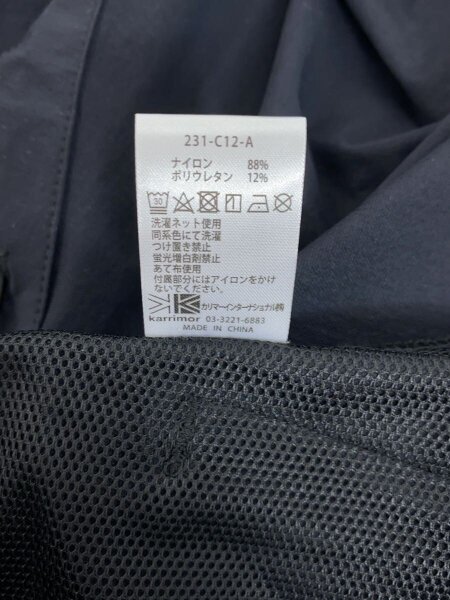 231-C12-A
ナイロン 88%
ポリウレタン 12%
30
洗濯ネット使用
同系色にて洗濯
つけ置き禁止
蛍光増白剤禁止
あて布使用
付属部分にはアイロンをかけ
ないでください。
カリマーインターナショナル㈱
karrimor 03-3221-6883
MADE IN CHINA